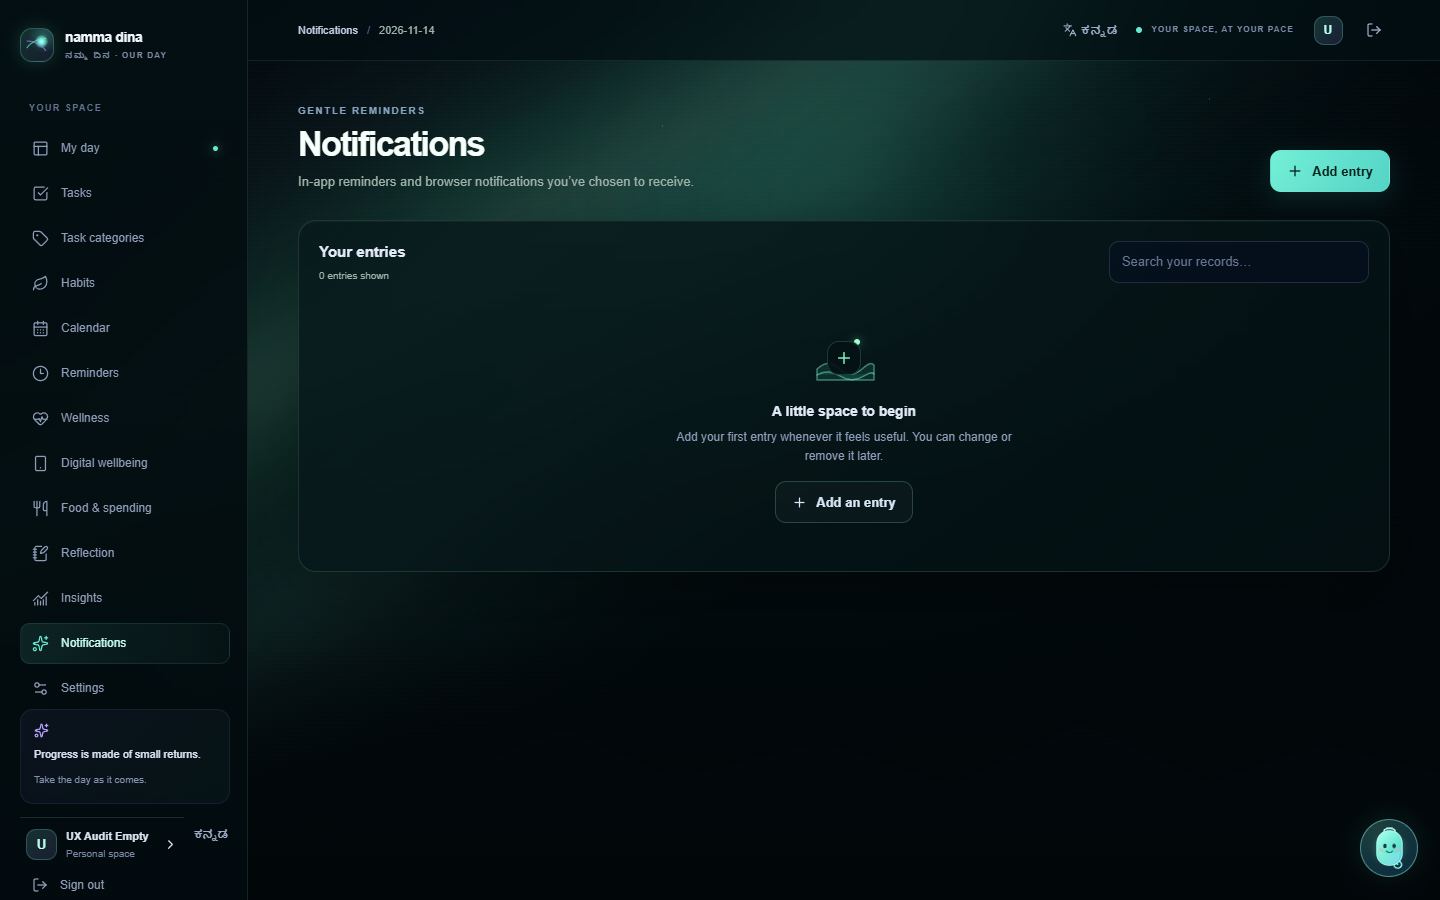 namma dina
ನಮ್ಮ ದಿನ · OUR DAY
YOUR SPACE
My day
Tasks
Task categories
Habits
Calendar
Reminders
Wellness
Digital wellbeing
Food & spending
Reflection
Insights
Notifications
Settings
Progress is made of small returns.
Take the day as it comes.
U
UX Audit Empty
Personal space
ಕನ್ನಡ
Sign out
Notifications / 2026-11-14
ಕನ್ನಡ
YOUR SPACE, AT YOUR PACE
U
GENTLE REMINDERS
Notifications
In-app reminders and browser notifications you’ve chosen to receive.
Add entry
Your entries
0 entries shown
Search your records…
A little space to begin
Add your first entry whenever it feels useful. You can change or
remove it later.
Add an entry